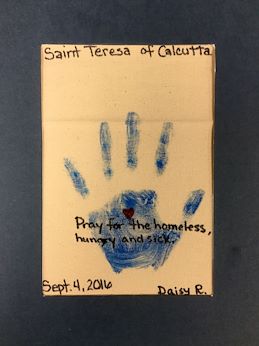 Saint Teresa of Calcutta
Pray for the homeless,
hungry and sick.
Sept. 4, 2016
Daisy R.